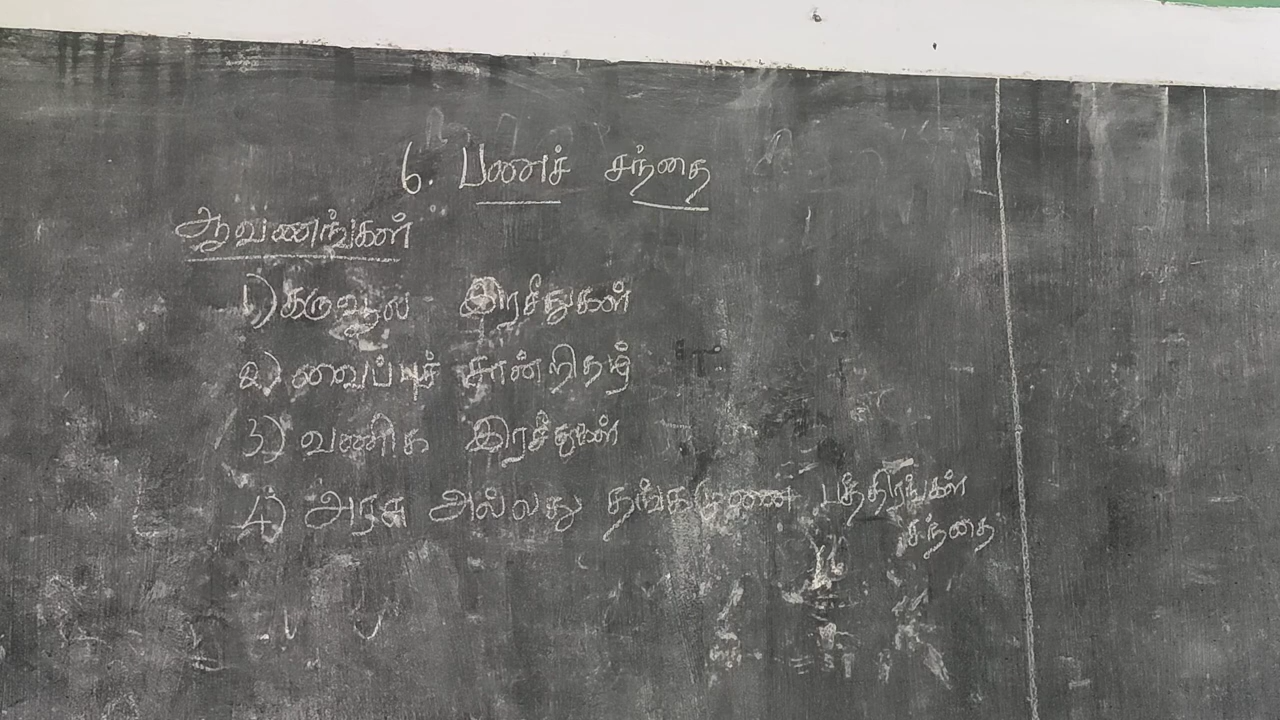 6. பணச் சந்தை
ஆவணங்கள்
1) கருவூல இரசீதுகள்
2) வைப்புச் சான்றிதழ்
3) வணிக இரசீதுகள்
4) அரசு அல்லது தங்கமுனை பத்திரங்கள்
சந்தை